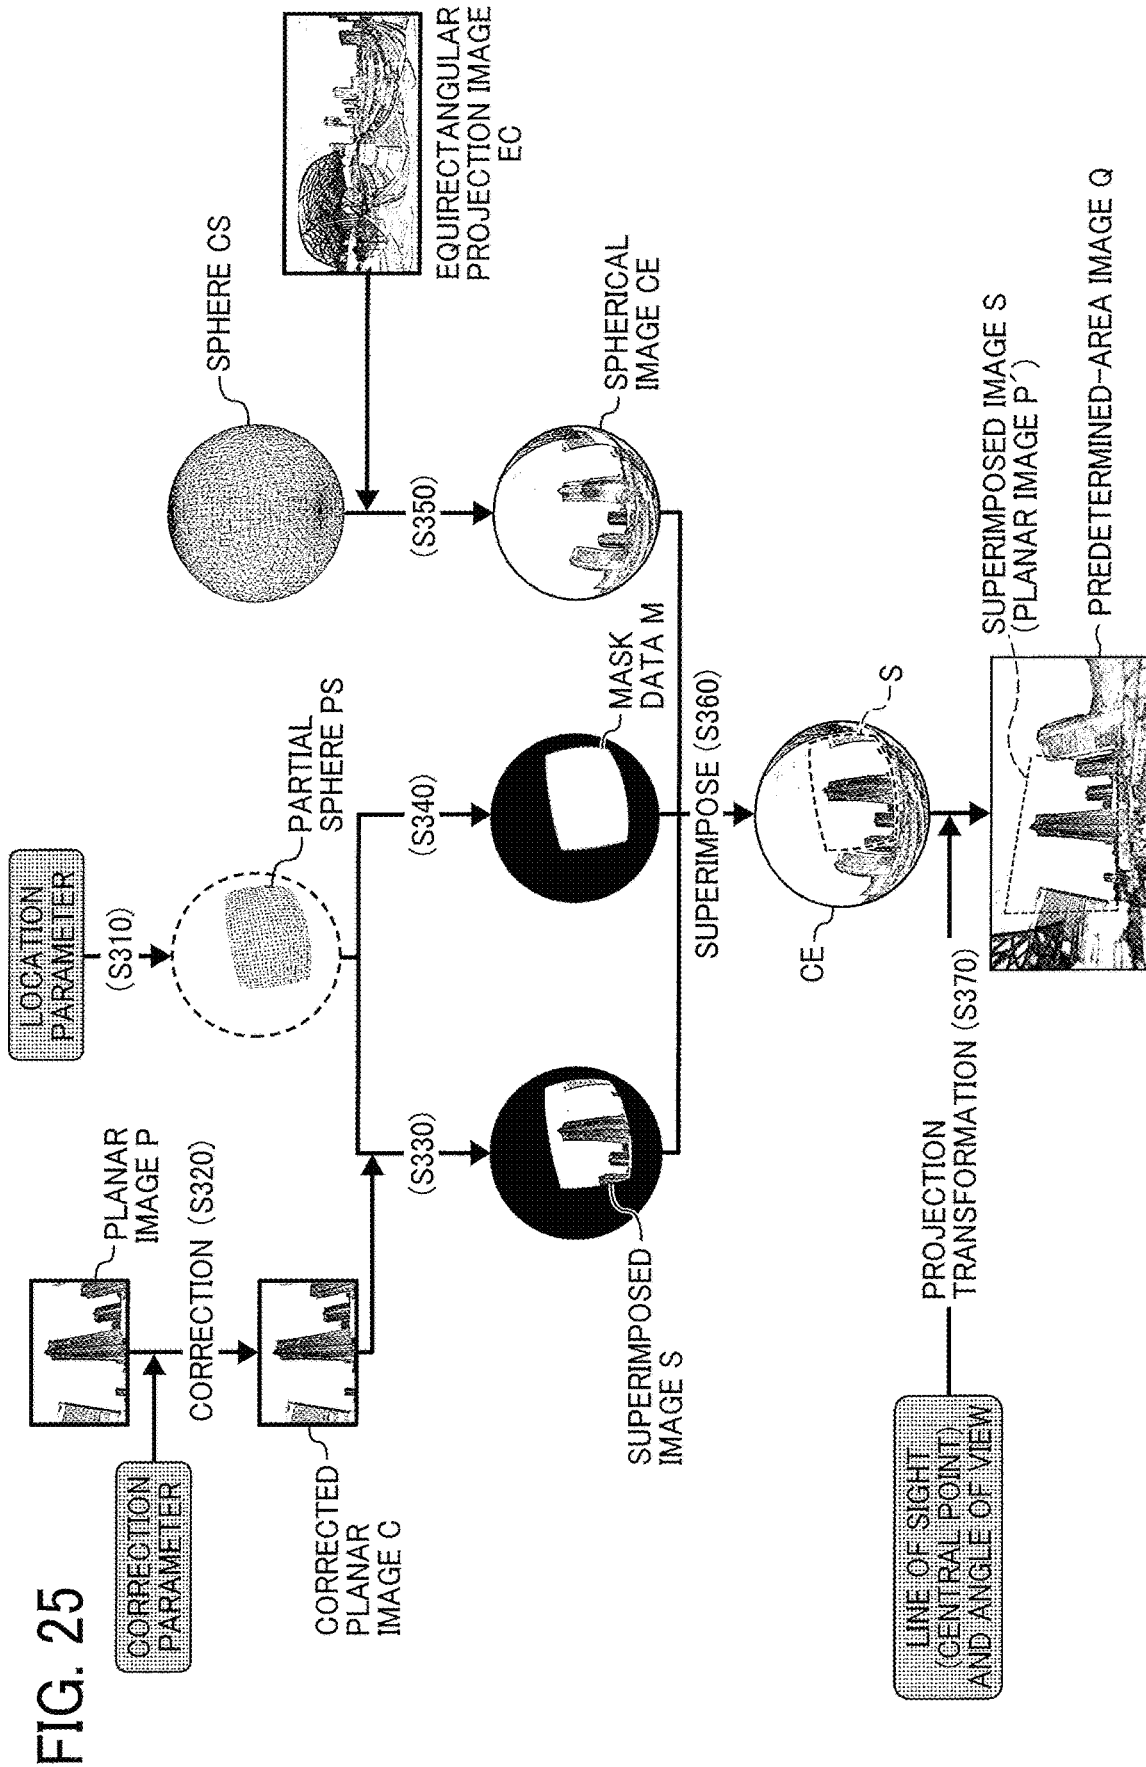 FIG. 25
CORRECTION
PARAMETER
PLANAR
IMAGE P
CORRECTION (S320)
CORRECTED
PLANAR
IMAGE C
LOCATION
PARAMETER
(S310)
PARTIAL
SPHERE PS
(S330)
(S340)
SUPERIMPOSED
IMAGE S
MASK
DATA M
SPHERE CS
EQUIRECTANGULAR
PROJECTION IMAGE
EC
(S350)
SPHERICAL
IMAGE CE
SUPERIMPOSE (S360)
CE
S
LINE OF SIGHT
(CENTRAL POINT)
AND ANGLE OF VIEW
PROJECTION
TRANSFORMATION (S370)
SUPERIMPOSED IMAGE S
(PLANAR IMAGE P´)
PREDETERMINED-AREA IMAGE Q